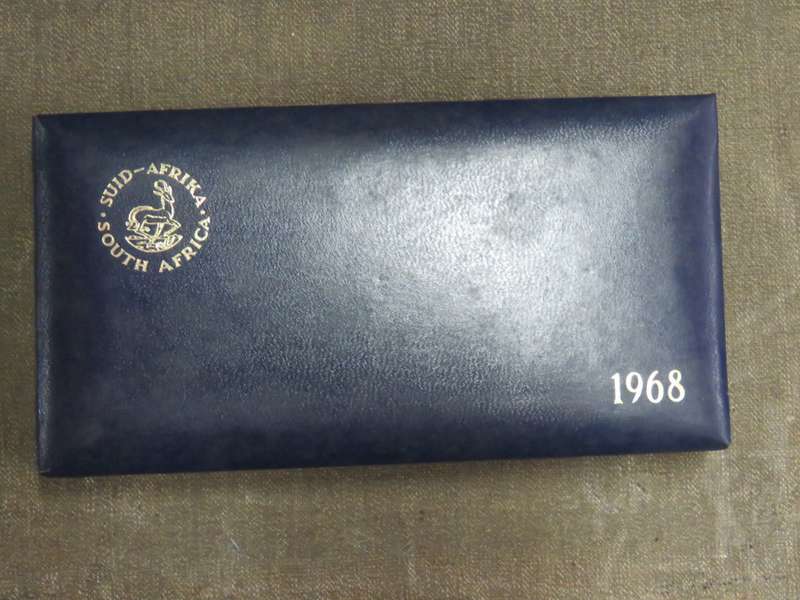 · SUID-AFRIKA ·
SOUTH AFRICA
1968